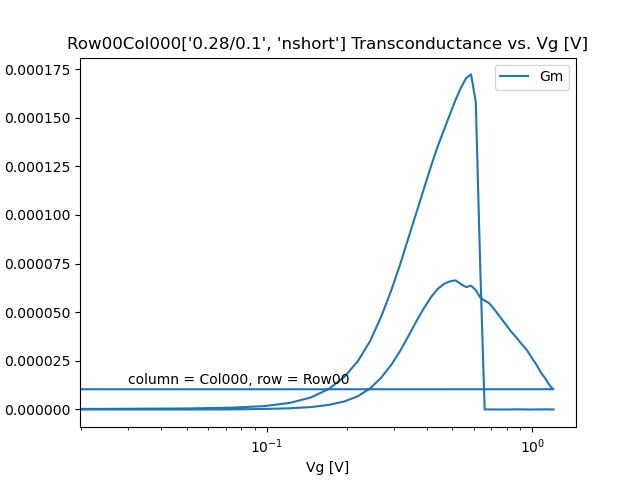 Row00Col000['0.28/0.1', 'nshort'] Transconductance vs. Vg [V]
Gm
0.000175
0.000150
0.000125
0.000100
0.000075
0.000050
0.000025
0.000000
column = Col000, row = Row00
10⁻¹ 10⁰
Vg [V]